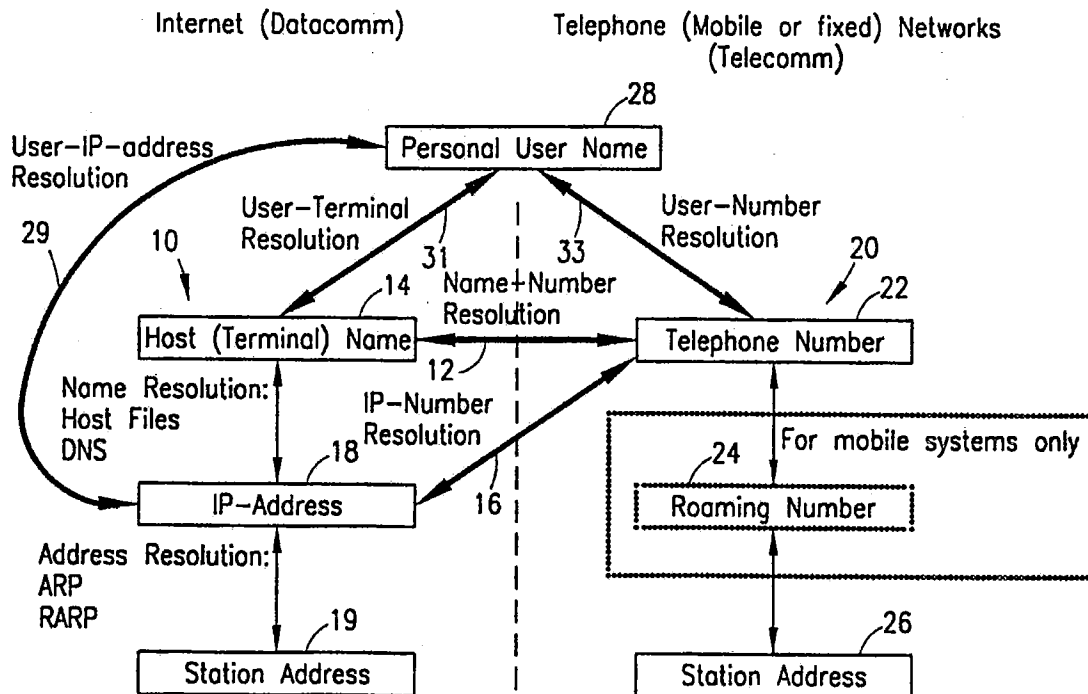 Internet (Datacomm)
Telephone (Mobile or fixed) Networks
(Telecomm)
28
Personal User Name
User-IP-address
Resolution
29
User-Terminal
Resolution
31
33
User-Number
Resolution
10
14
Name-Number
Resolution
12
20
22
Host (Terminal) Name
Telephone Number
Name Resolution:
Host Files
DNS
IP-Number
Resolution
16
18
IP-Address
For mobile systems only
24
Roaming Number
Address Resolution:
ARP
RARP
19
Station Address
26
Station Address